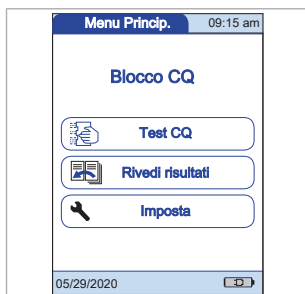 Menu Princip. 09:15 am
Blocco CQ
Test CQ
Rivedi risultati
Imposta
05/29/2020